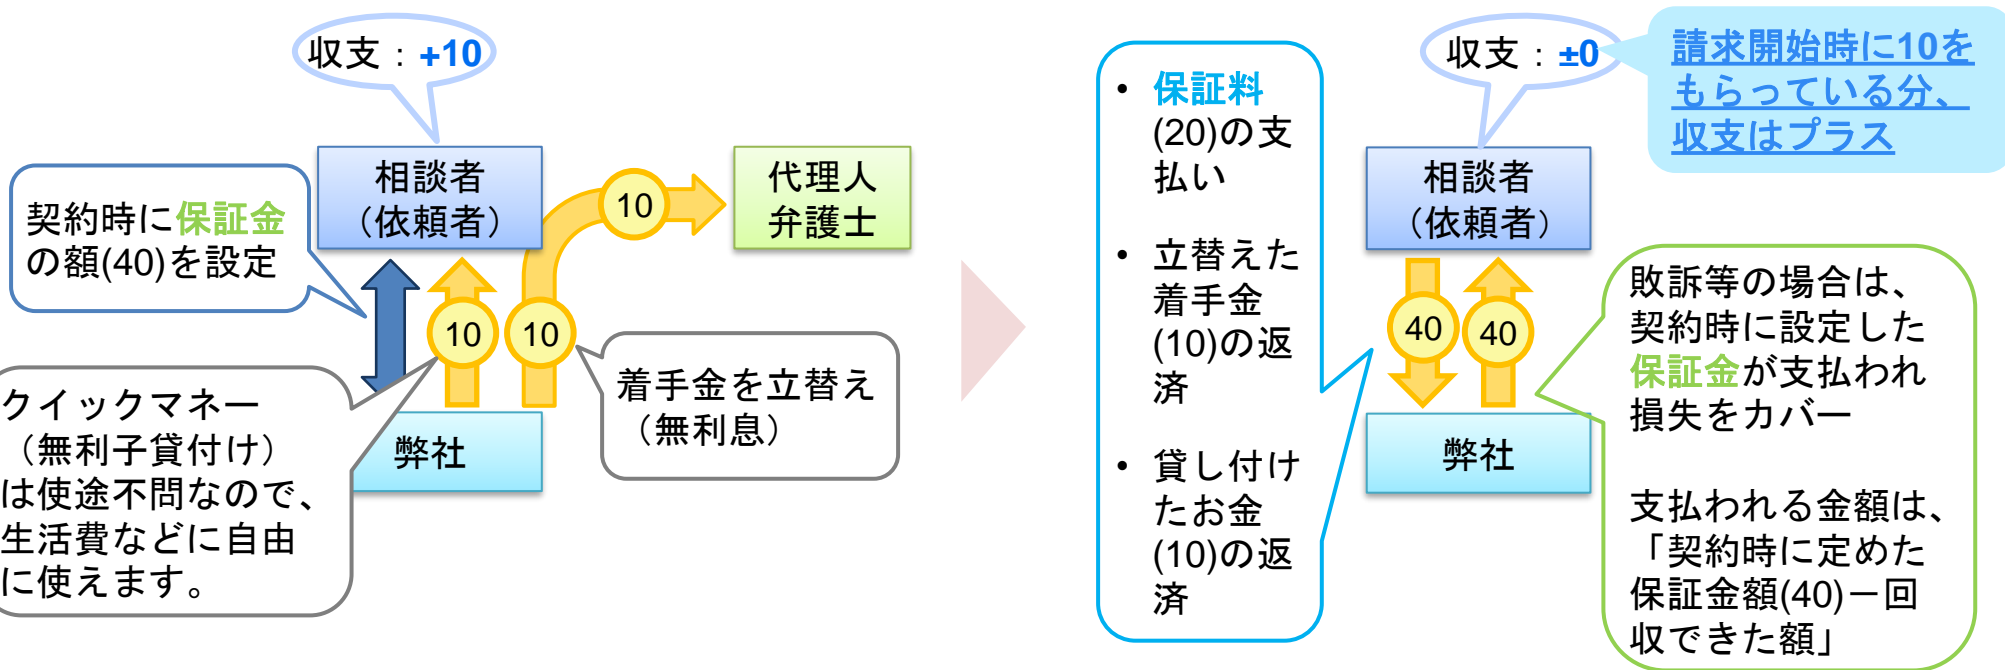 収支：+10
相談者
（依頼者）
代理人
弁護士
契約時に保証金
の額(40)を設定
10
10
10
クイックマネー
（無利子貸付け）
は使途不問なので、
生活費などに自由
に使えます。
弊社
着手金を立替え
（無利息）
• 保証料
(20)の支
払い
• 立替えた
着手金
(10)の返
済
• 貸し付け
たお金
(10)の返
済
収支：±0
請求開始時に10を
もらっている分、
収支はプラス
相談者
（依頼者）
40
40
弊社
敗訴等の場合は、
契約時に設定した
保証金が支払われ
損失をカバー
支払われる金額は、
「契約時に定めた
保証金額(40)－回
収できた額」